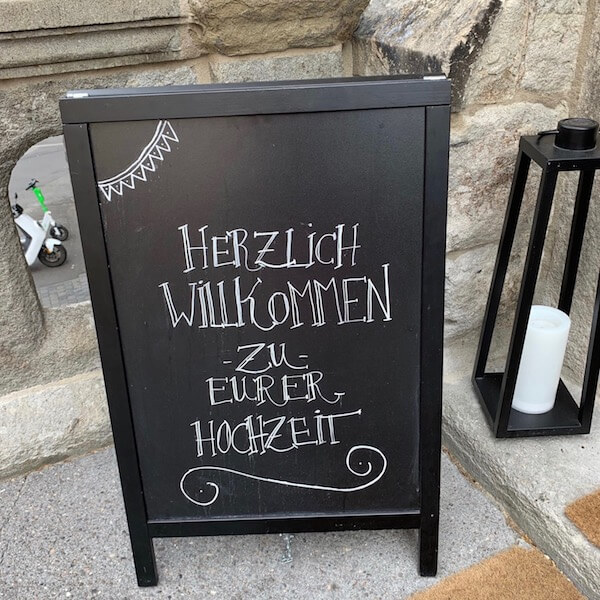 HERZLICH
WILLKOMMEN
- ZU -
EURER
HOCHZEIT